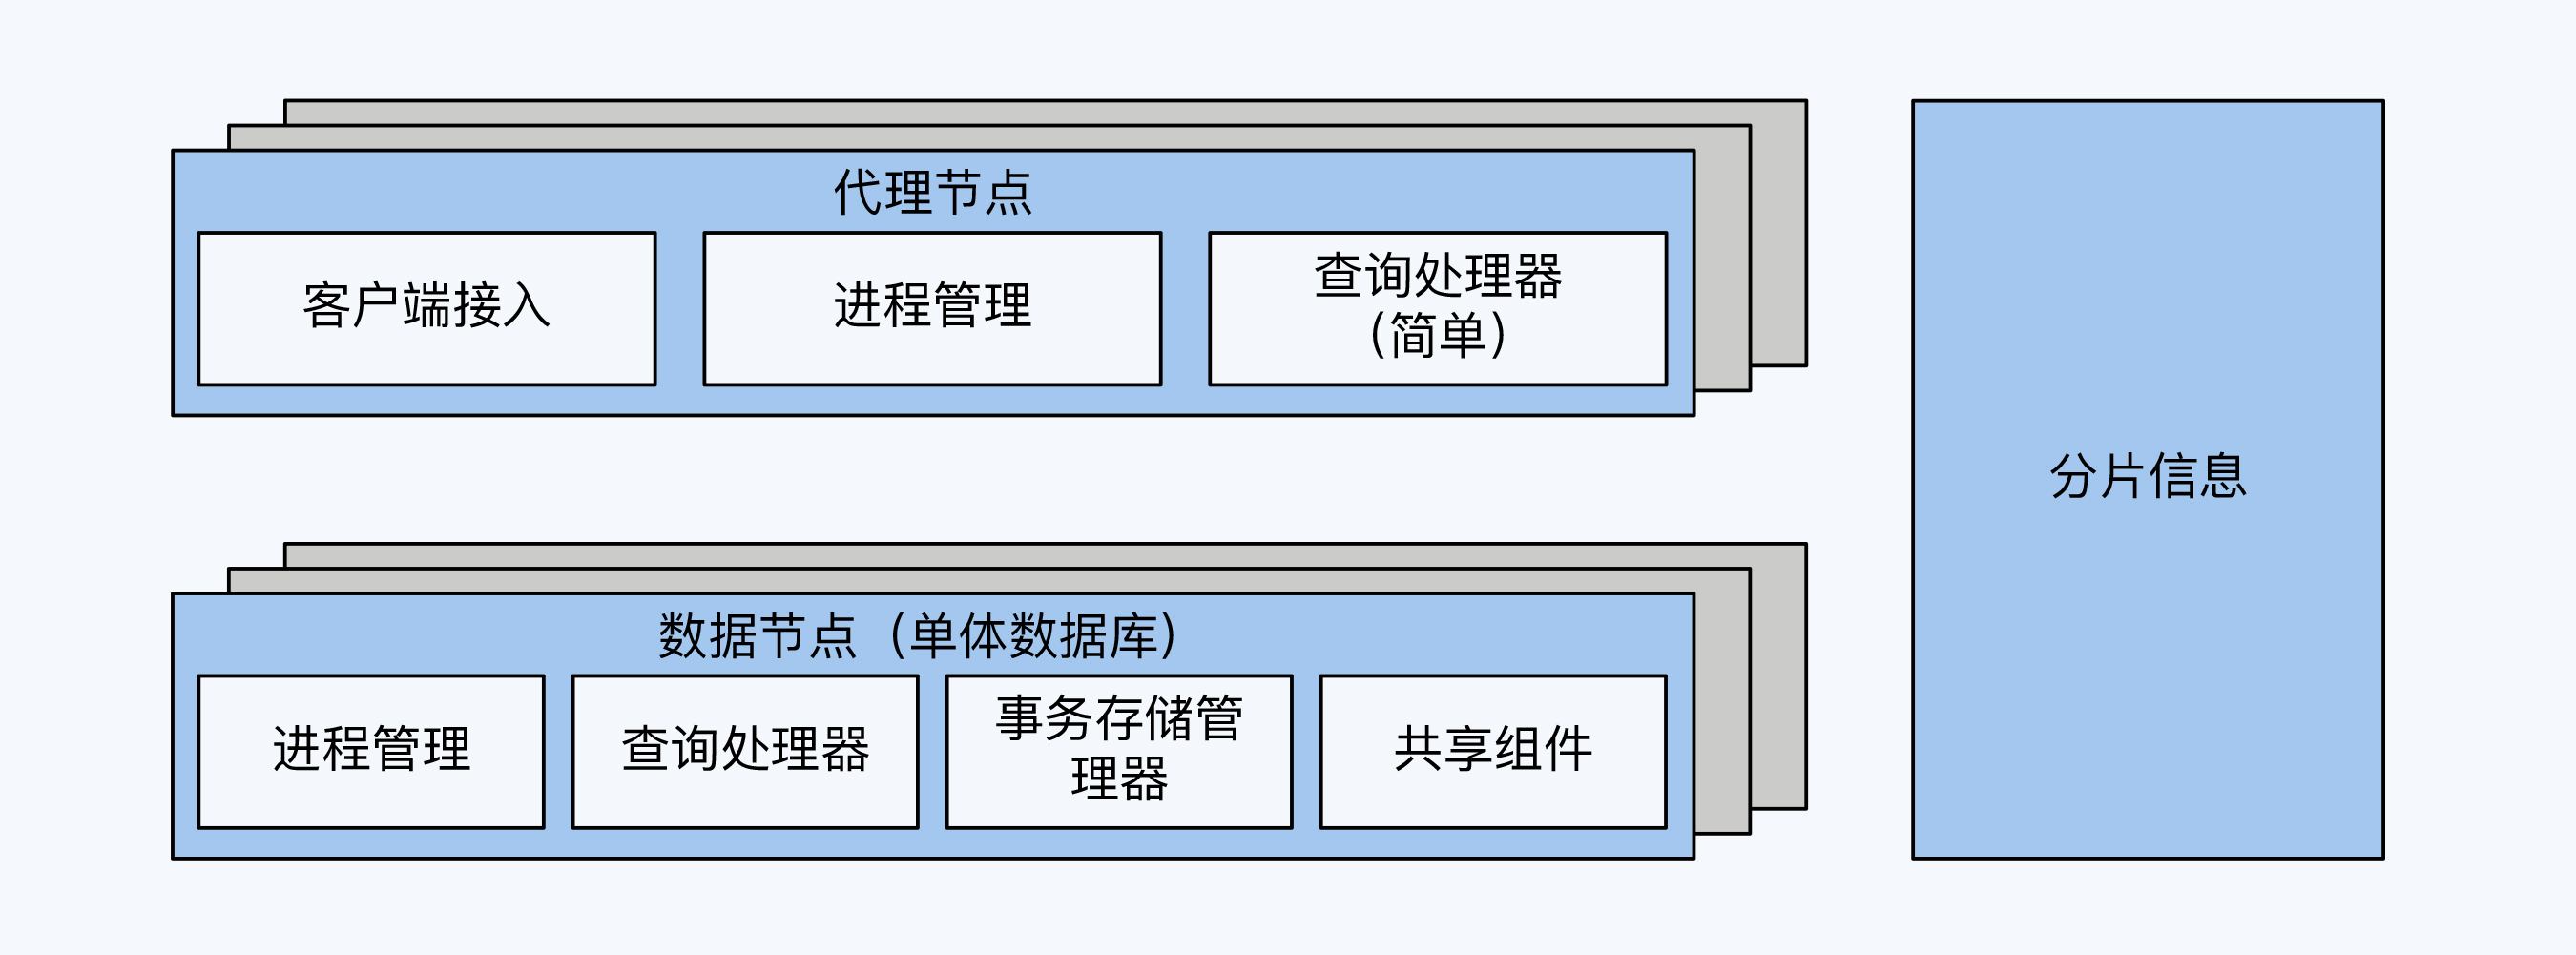 代理节点
客户端接入
进程管理
查询处理器
（简单）
分片信息
数据节点（单体数据库）
进程管理
查询处理器
事务存储管
理器
共享组件